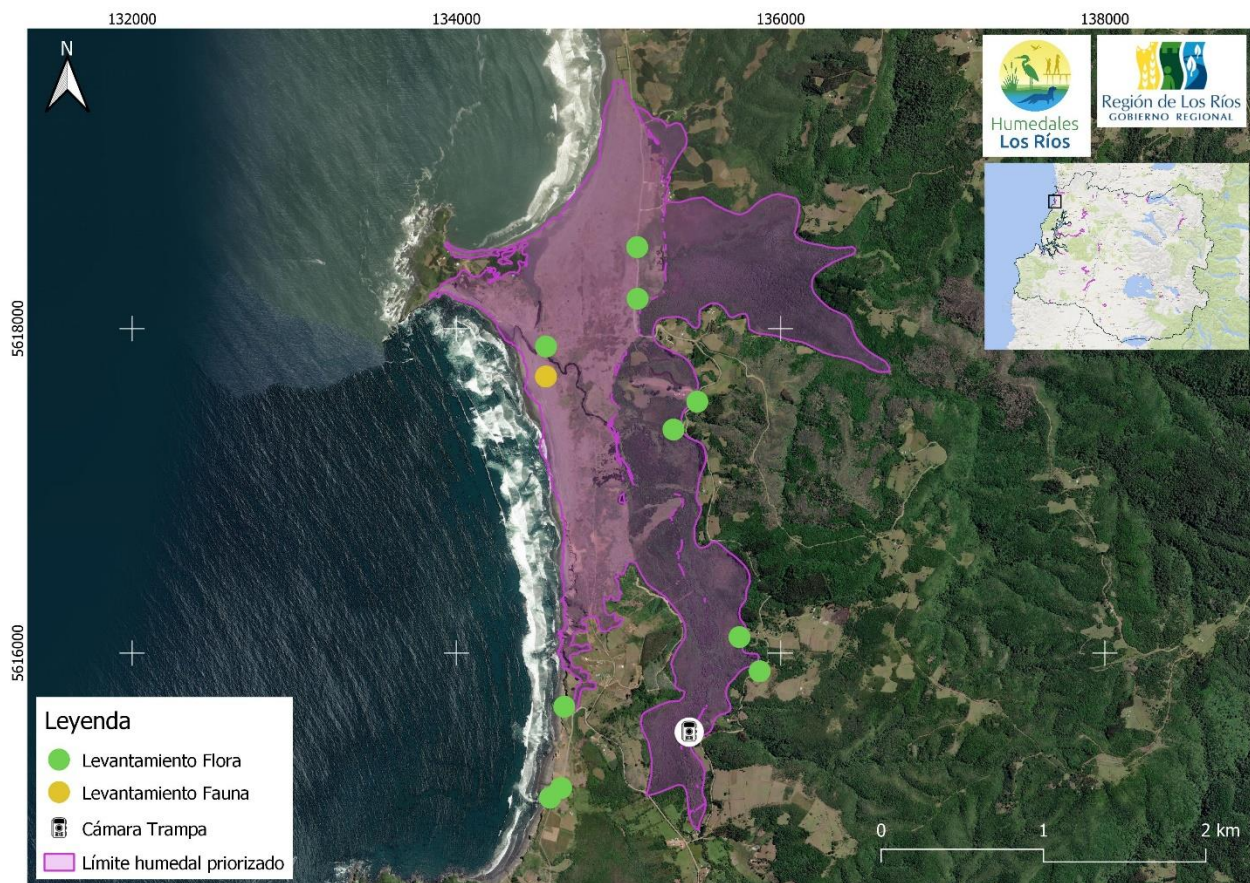 132000
134000
136000
138000
N
Humedales
Los Ríos
Región de Los Ríos
GOBIERNO REGIONAL
5618000
5616000
Leyenda
Levantamiento Flora
Levantamiento Fauna
Cámara Trampa
Límite humedal priorizado
0
1
2 km